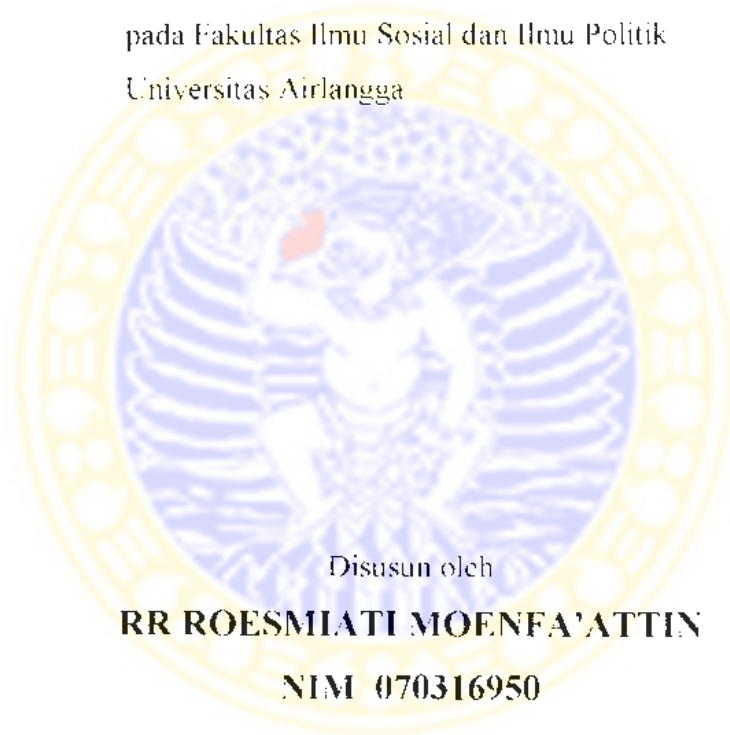 pada Fakultas Ilmu Sosial dan Ilmu Politik
Universitas Airlangga
Disusun oleh
RR ROESMIATI MOENFA'ATTIN
NIM 070316950